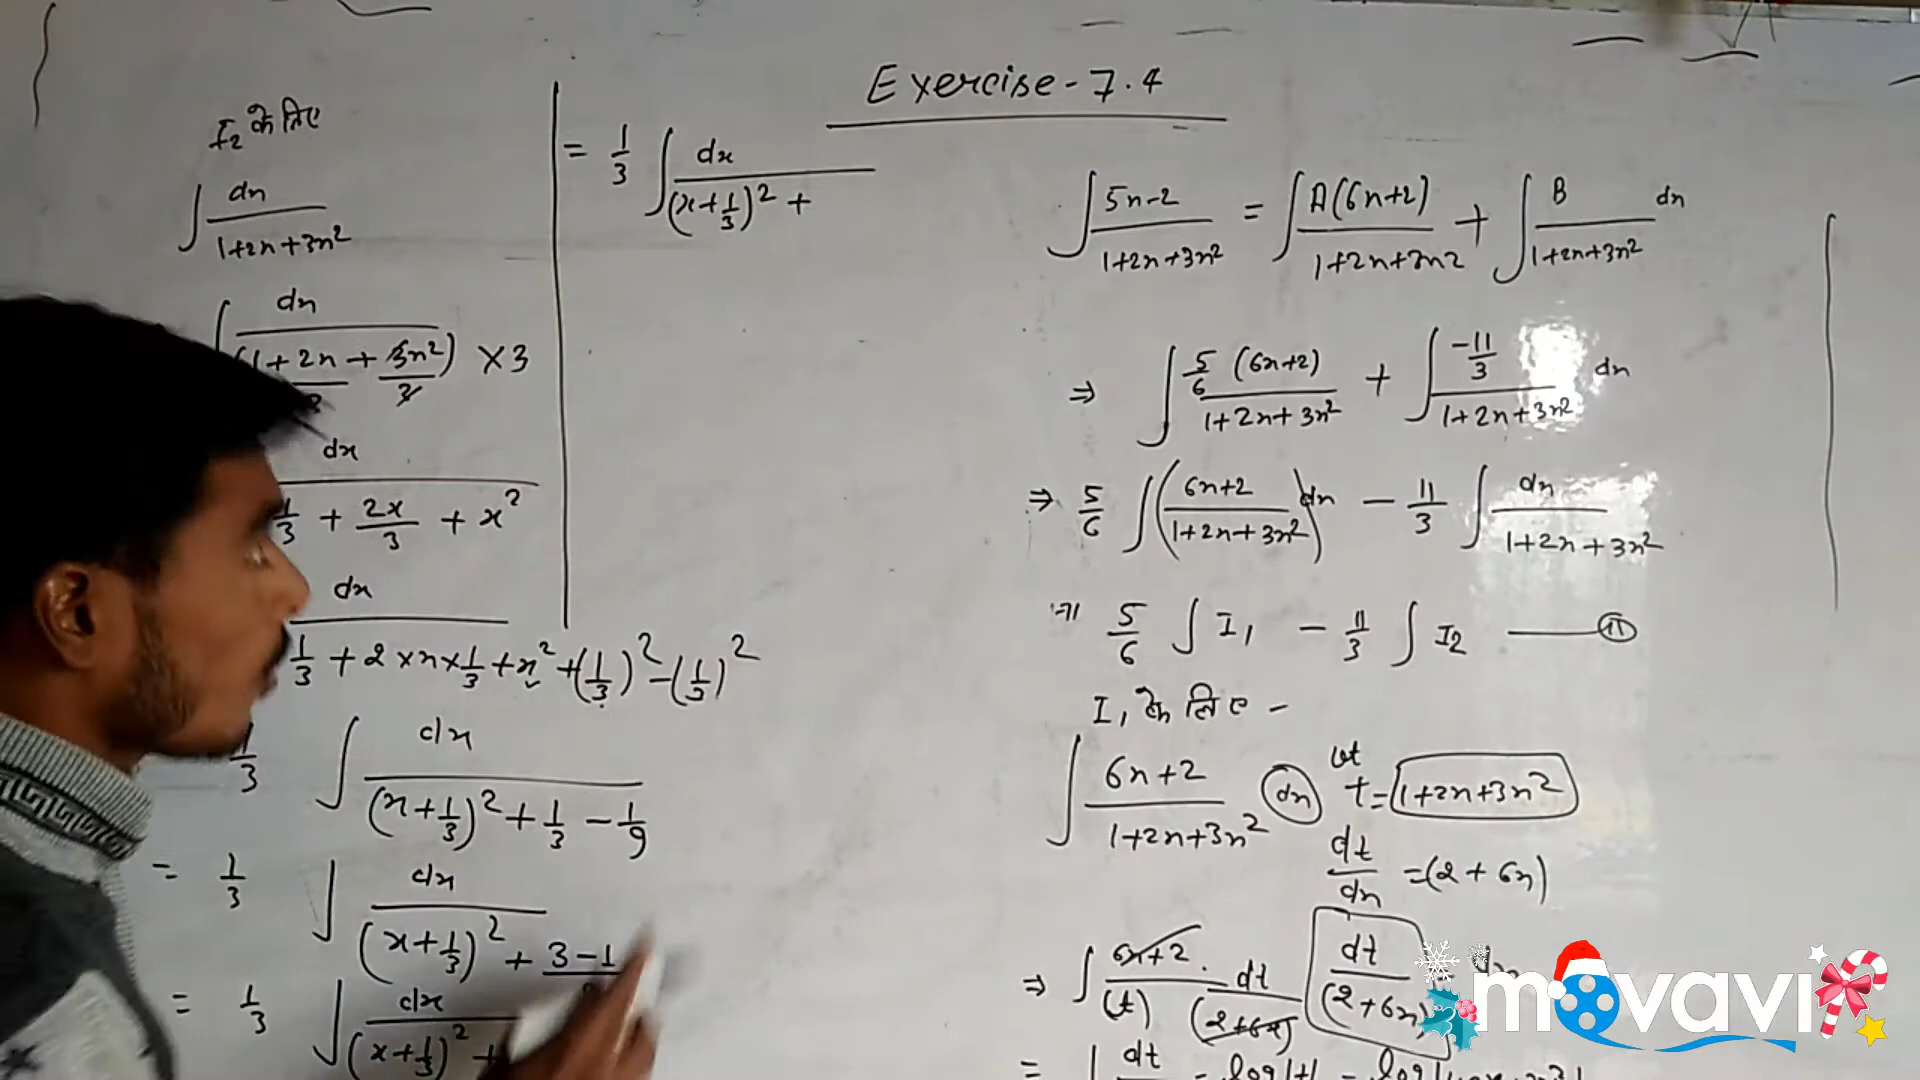 Exercise-7.4
I₂ के लिए
∫ dx/(1+2x+3x²)
∫ dx/(1+2x/3 + 3x²/3) ×3
dx/(1/3 + 2x/3 + x²)
dx/(1/3 + 2×x×1/3 + x² + (1/3)² - (1/3)²)
1/3 ∫ dx/((x+1/3)² + 1/3 - 1/9)
= 1/3 ∫ dx/((x+1/3)² + 3-1
= 1/3 ∫ dx/((x+1/3)² +
= 1/3 ∫ dx/((x+1/3)² +
∫ (5x-2)/(1+2x+3x²) = ∫ A(6x+2)/(1+2x+3x2) + ∫ B/(1+2x+3x²) dx
⇒ ∫ 5/6 (6x+2)/(1+2x+3x²) + ∫ (-11/3)/(1+2x+3x²) dx
⇒ 5/6 ∫ ((6x+2)/(1+2x+3x²)) dx - 11/3 ∫ dx/(1+2x+3x²)
5/6 ∫ I₁ - 11/3 ∫ I₂ — II
I₁ के लिए -
∫ (6x+2)/(1+2x+3x²) dx let t = 1+2x+3x²
dt/dx = (2+6x)
⇒ ∫ (6x+2)/(t) · dt/(2+6x) dt/(2+6x) dx
= ∫ dt
movavi